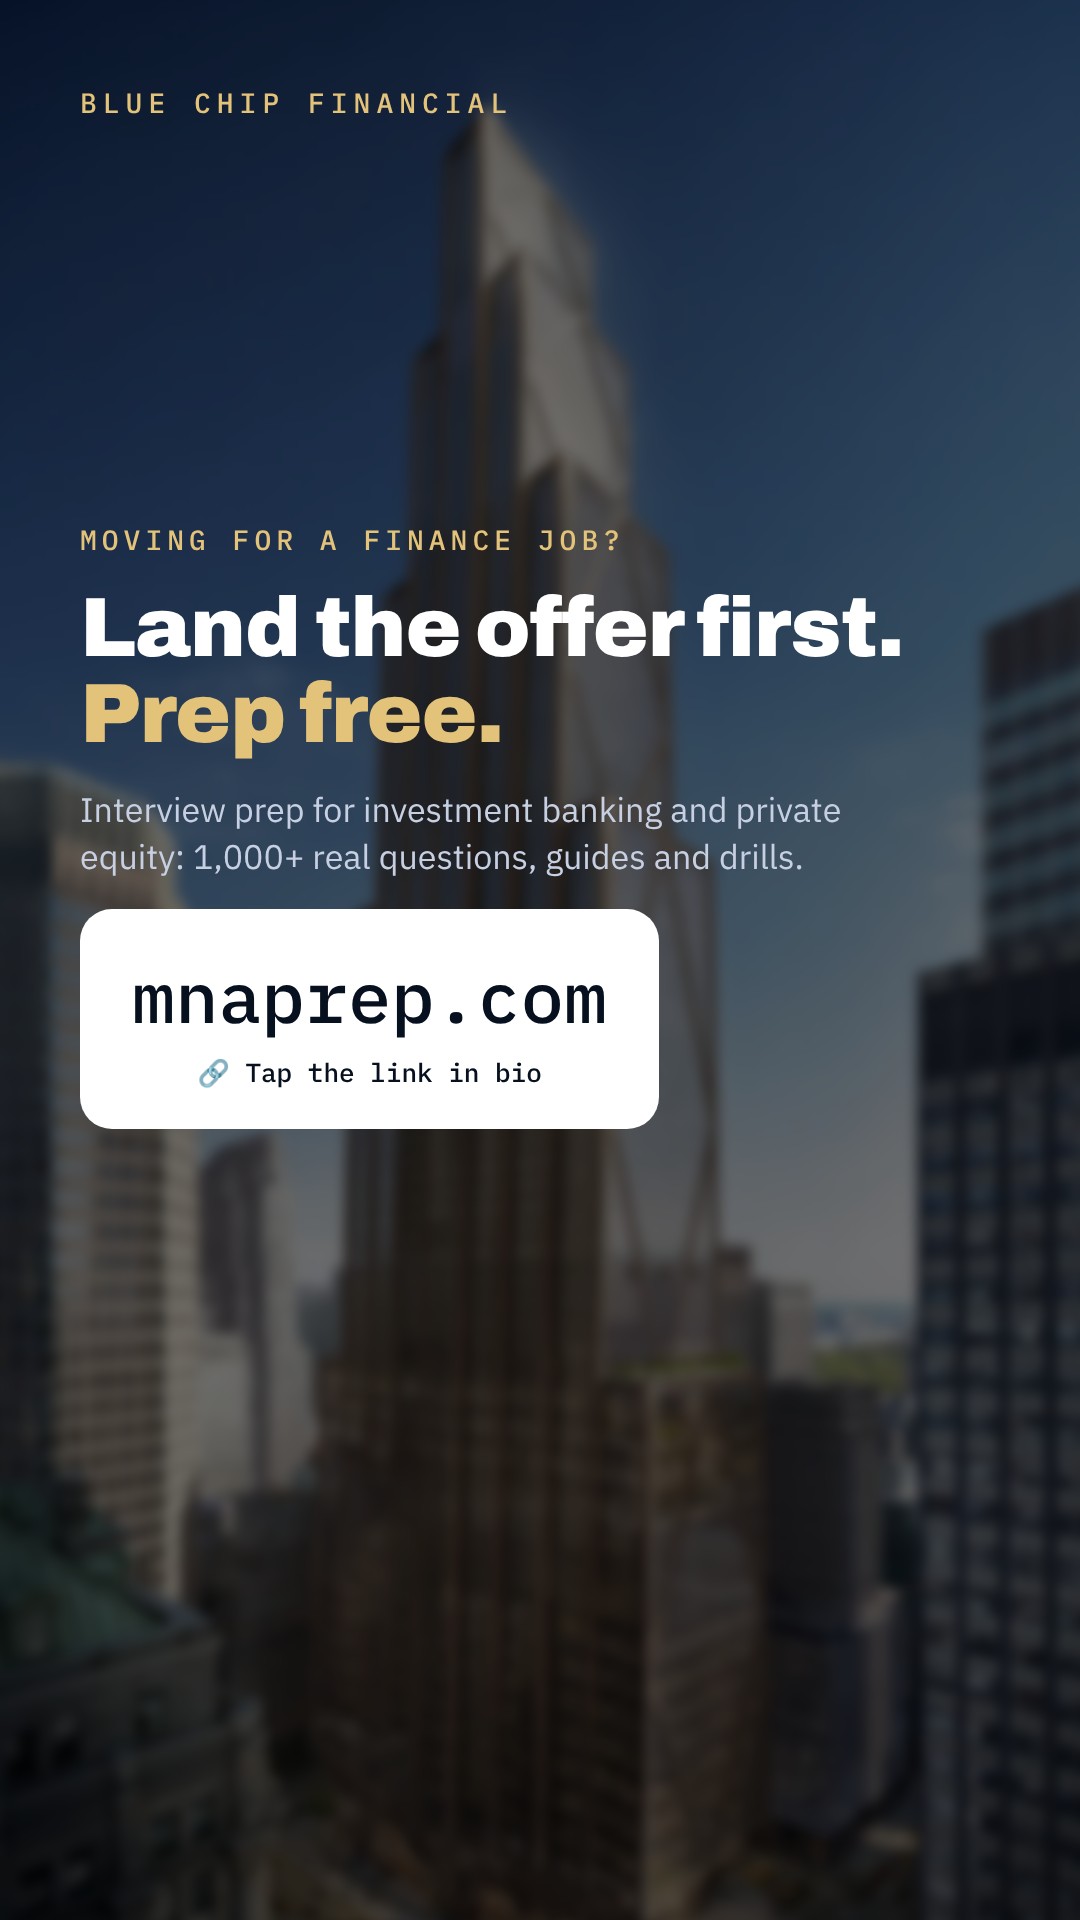 BLUE CHIP FINANCIAL
MOVING FOR A FINANCE JOB?
Land the offer first.
Prep free.
Interview prep for investment banking and private
equity: 1,000+ real questions, guides and drills.
mnaprep.com
🔗 Tap the link in bio